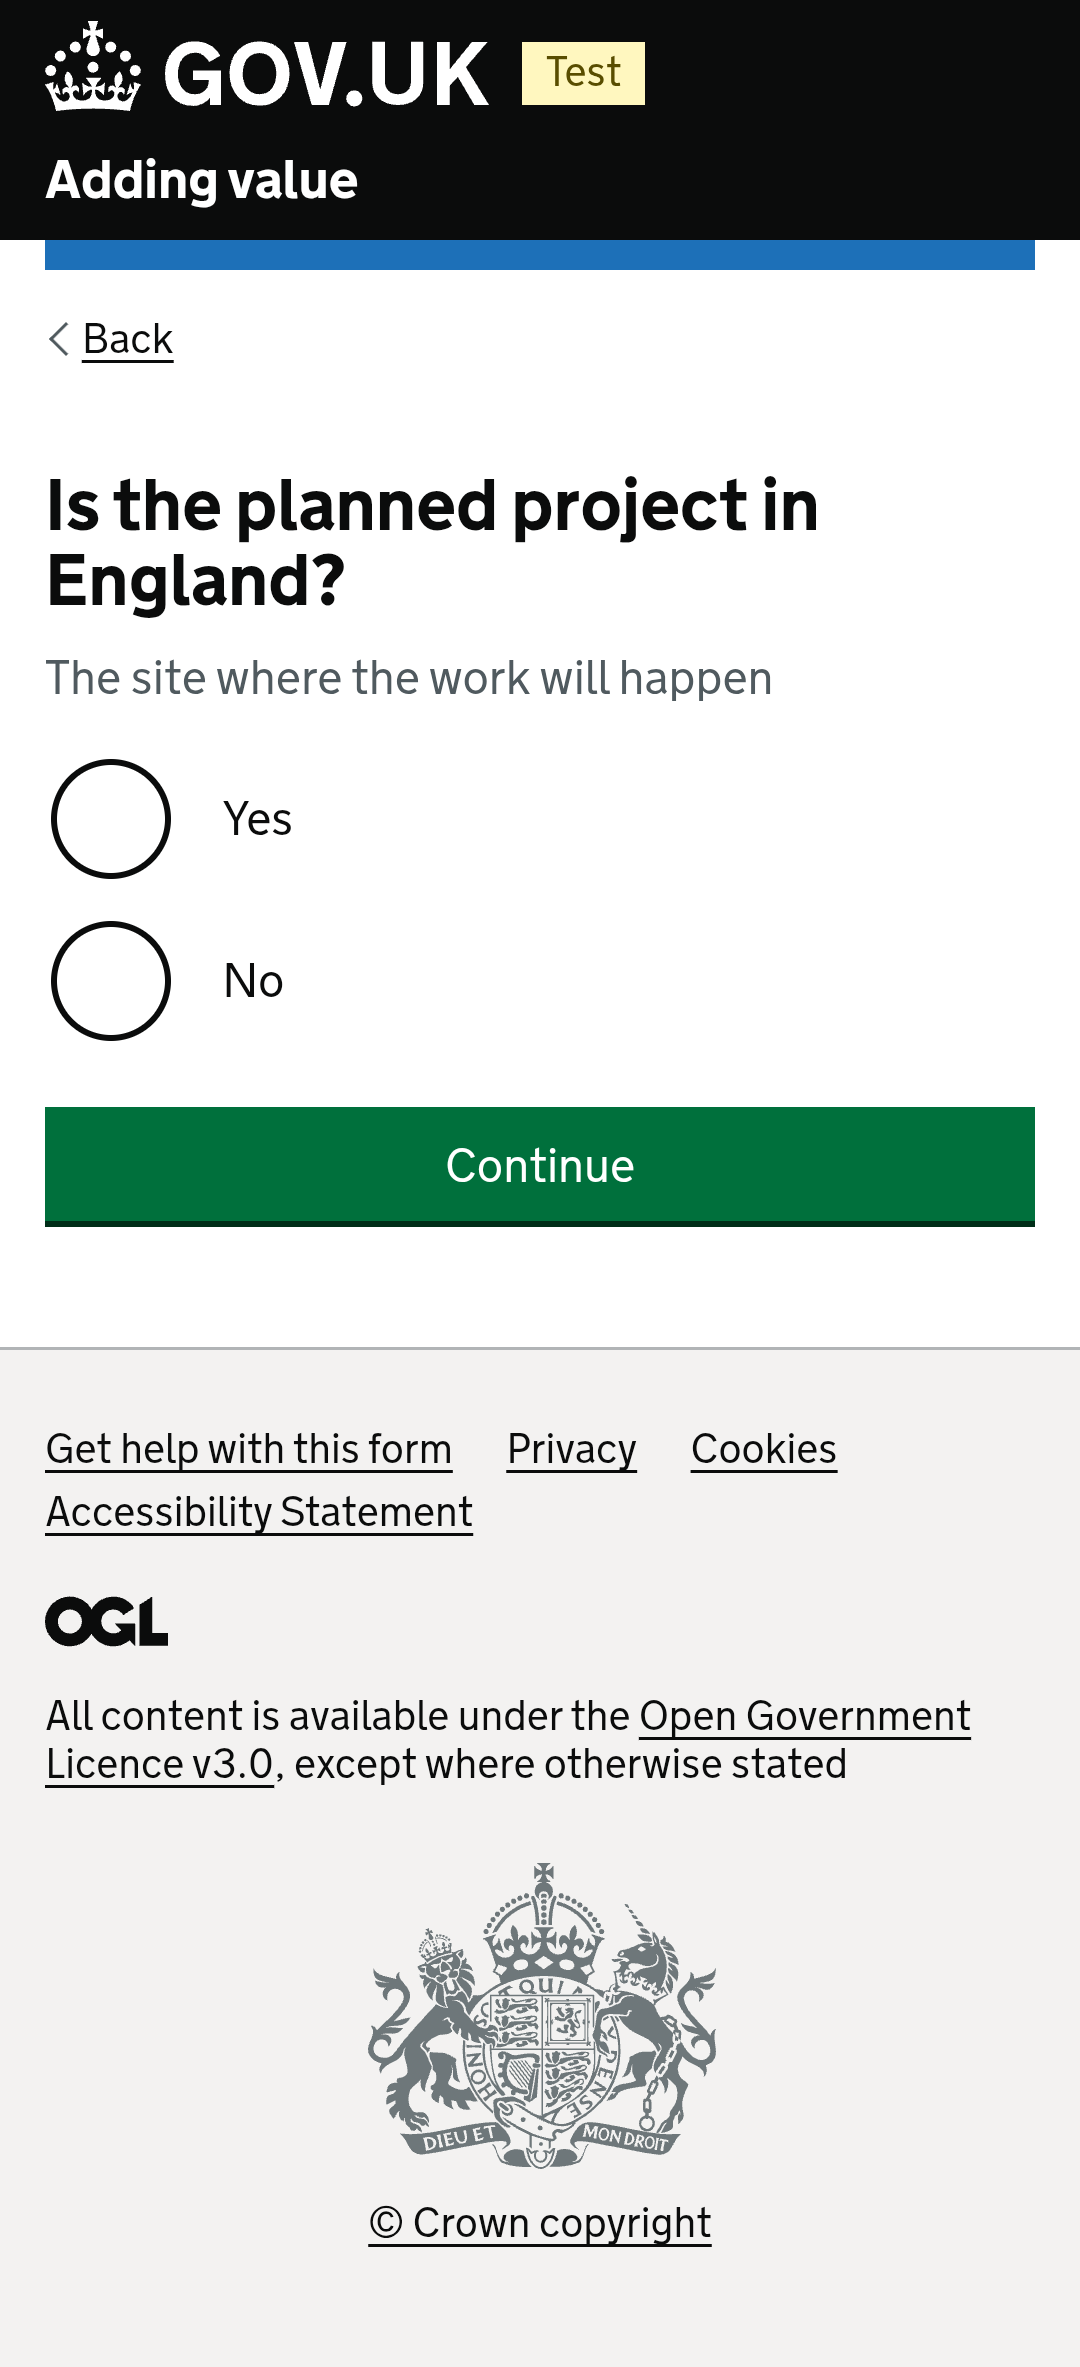 GOV.UK Test
Adding value
Back
Is the planned project in
England?
The site where the work will happen
Yes
No
Continue
Get help with this form Privacy Cookies
Accessibility Statement
OGL
All content is available under the Open Government
Licence v3.0, except where otherwise stated
DIEU ET MON DROIT
© Crown copyright